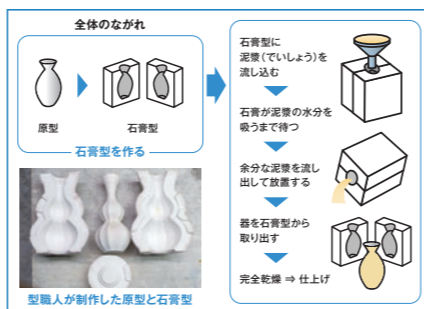 全体のながれ
原型
石膏型
石膏型を作る
型職人が制作した原型と石膏型
石膏型に
泥漿(でいしょう)を
流し込む
石膏が泥漿の水分を
吸うまで待つ
余分な泥漿を流し
出して放置する
器を石膏型から
取り出す
完全乾燥 ⇒ 仕上げ